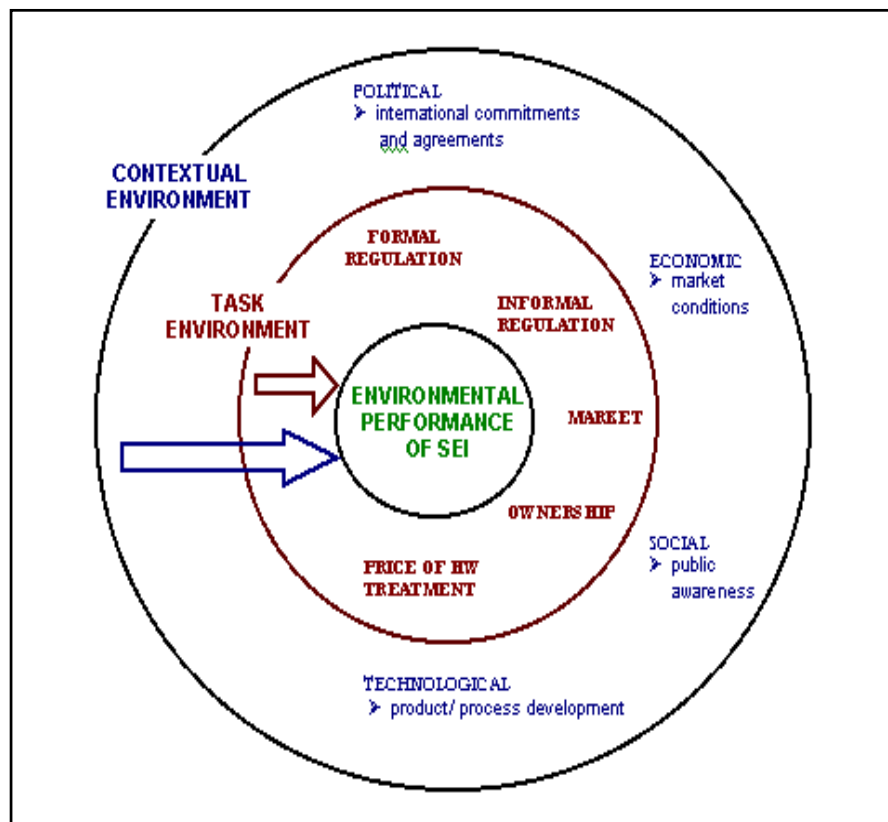 POLITICAL
➢ international commitments
and agreements
CONTEXTUAL
ENVIRONMENT
FORMAL
REGULATION
ECONOMIC
➢ market
conditions
TASK
ENVIRONMENT
INFORMAL
REGULATION
ENVIRONMENTAL
PERFORMANCE
OF SEI
MARKET
OWNERSHIP
SOCIAL
➢ public
awareness
PRICE OF HW
TREATMENT
TECHNOLOGICAL
➢ product/ process development